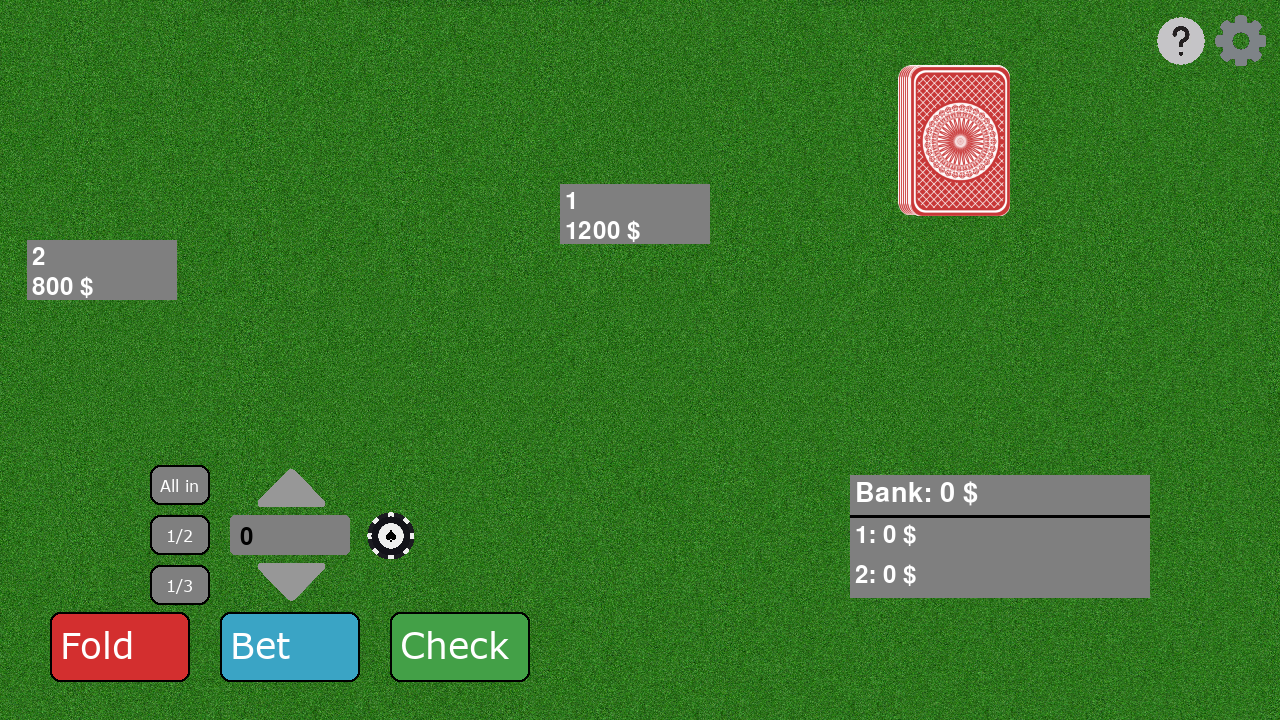 ?
1
1200 $
2
800 $
All in
1/2
0
1/3
Bank: 0 $
1: 0 $
2: 0 $
Fold
Bet
Check